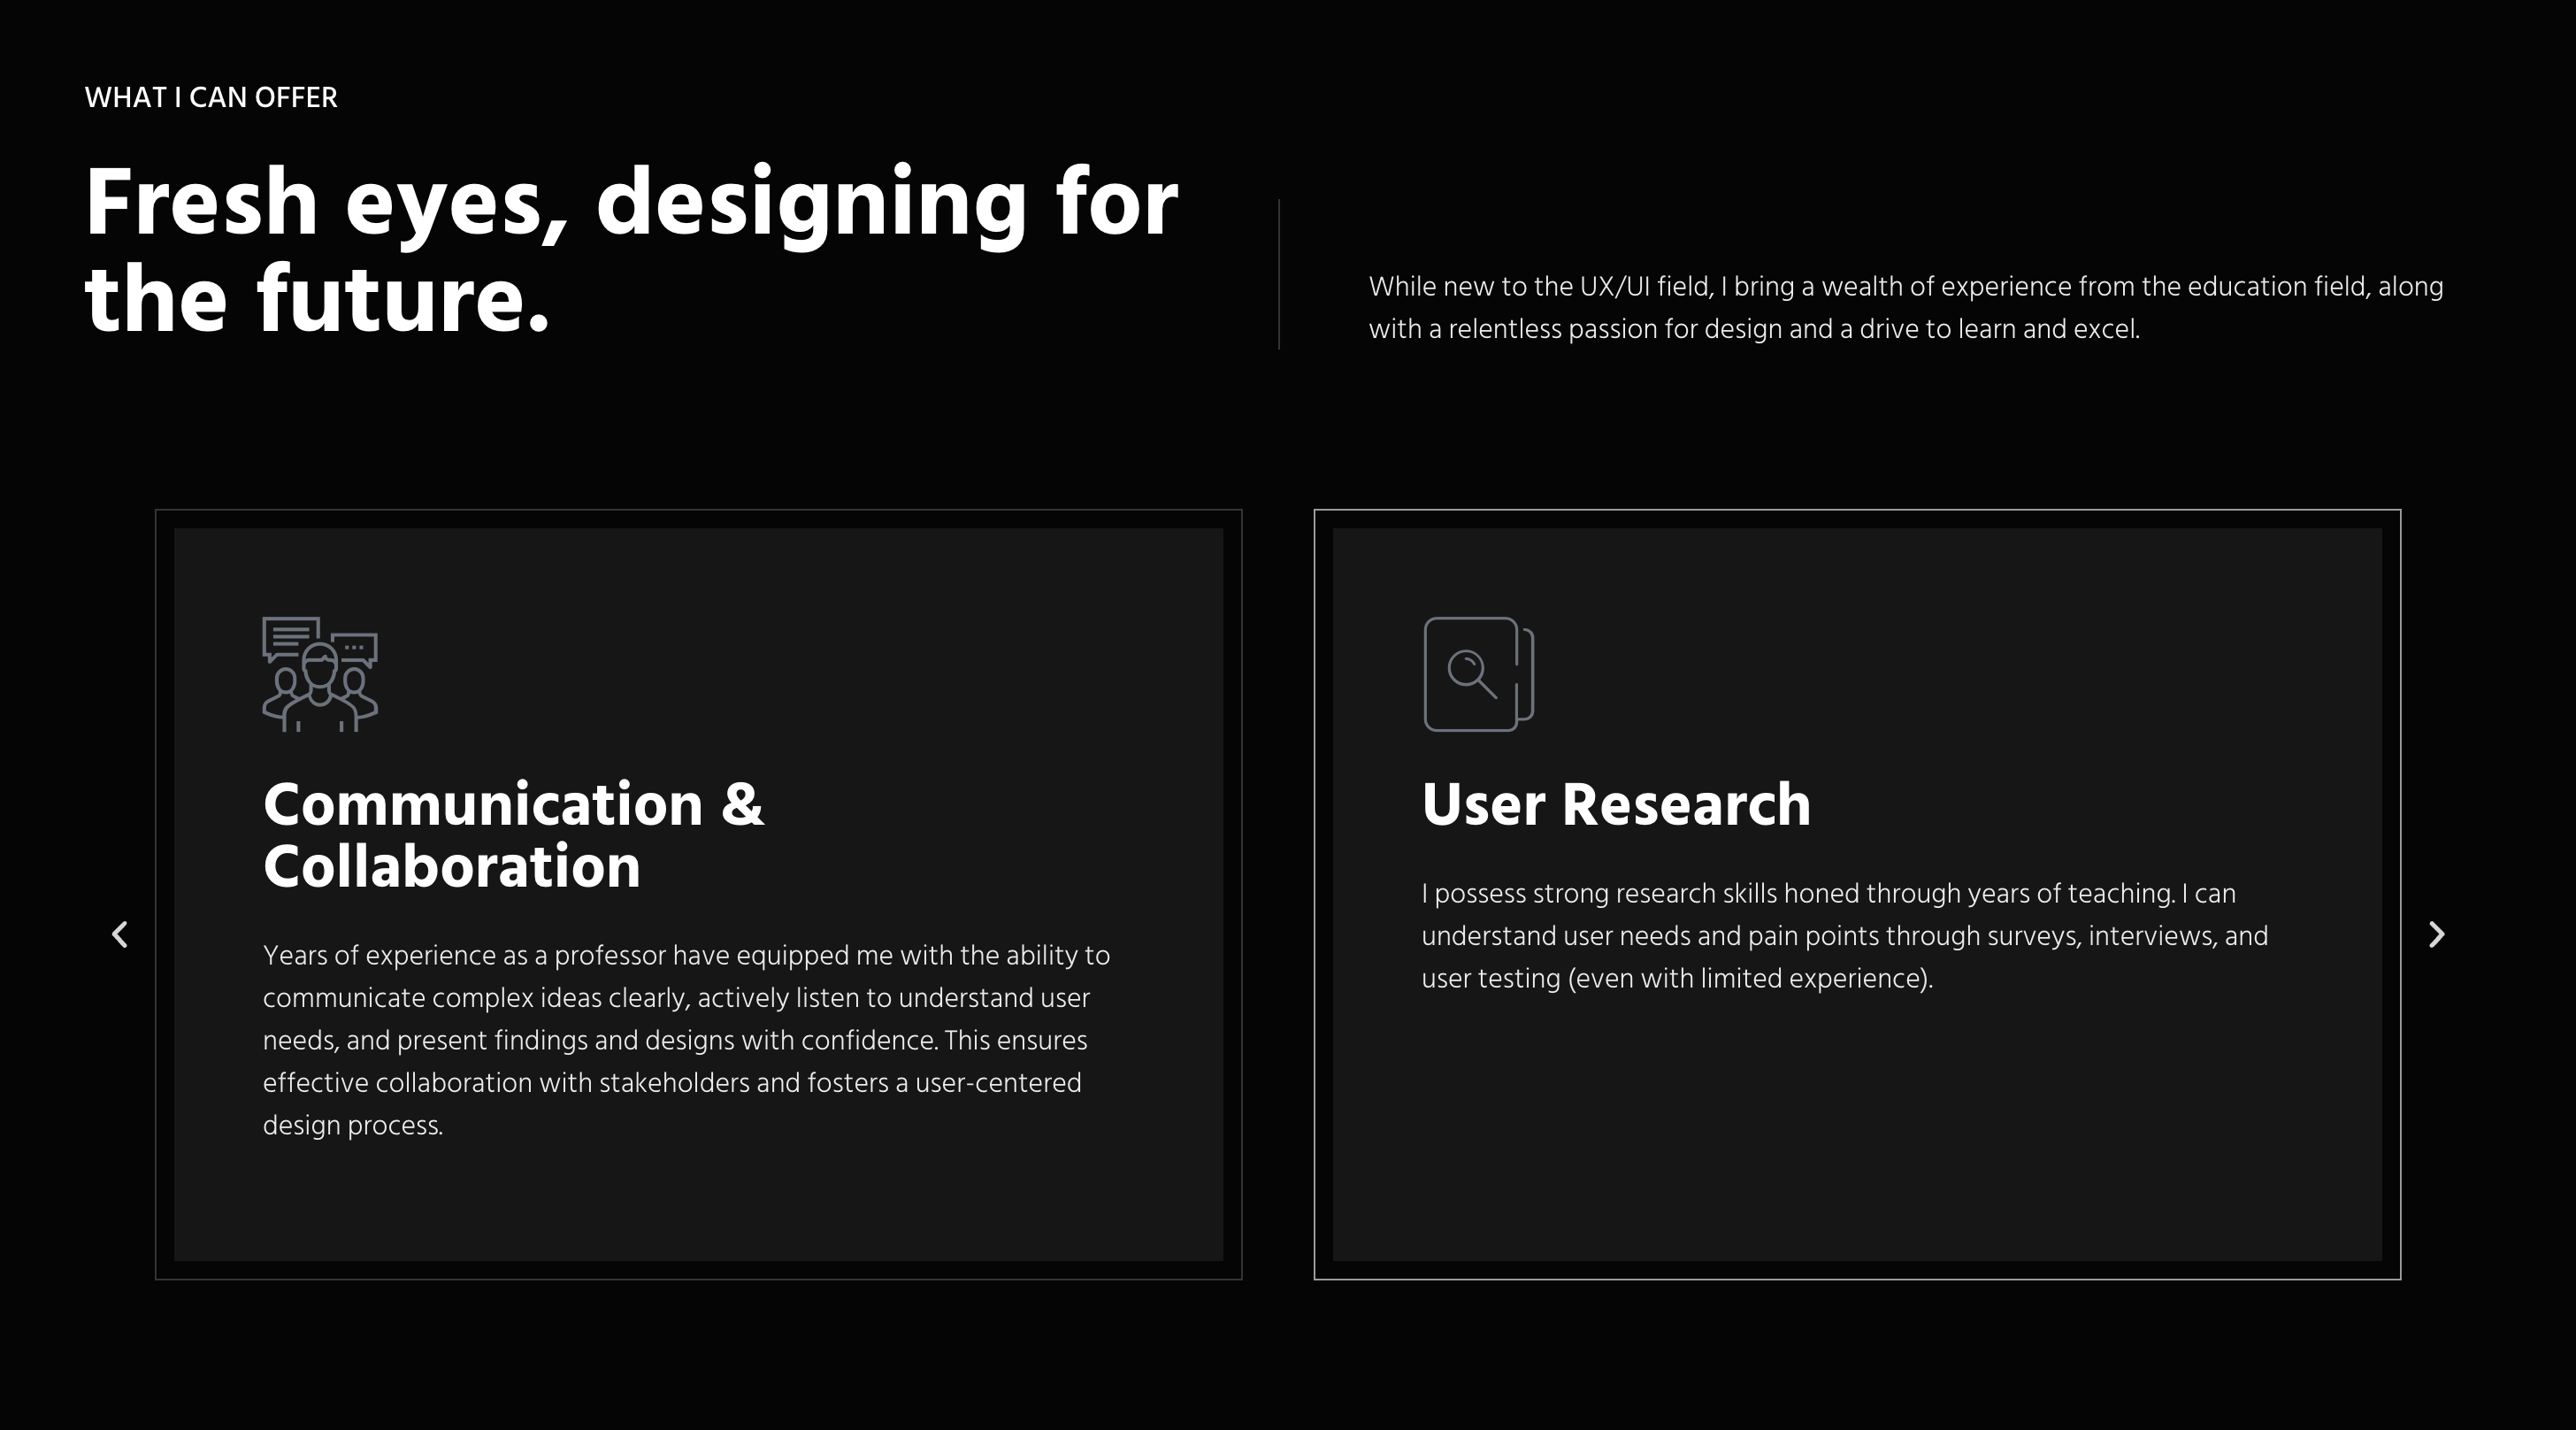 WHAT I CAN OFFER
Fresh eyes, designing for
the future.
While new to the UX/UI field, I bring a wealth of experience from the education field, along
with a relentless passion for design and a drive to learn and excel.
Communication &
Collaboration
Years of experience as a professor have equipped me with the ability to
communicate complex ideas clearly, actively listen to understand user
needs, and present findings and designs with confidence. This ensures
effective collaboration with stakeholders and fosters a user-centered
design process.
User Research
I possess strong research skills honed through years of teaching. I can
understand user needs and pain points through surveys, interviews, and
user testing (even with limited experience).